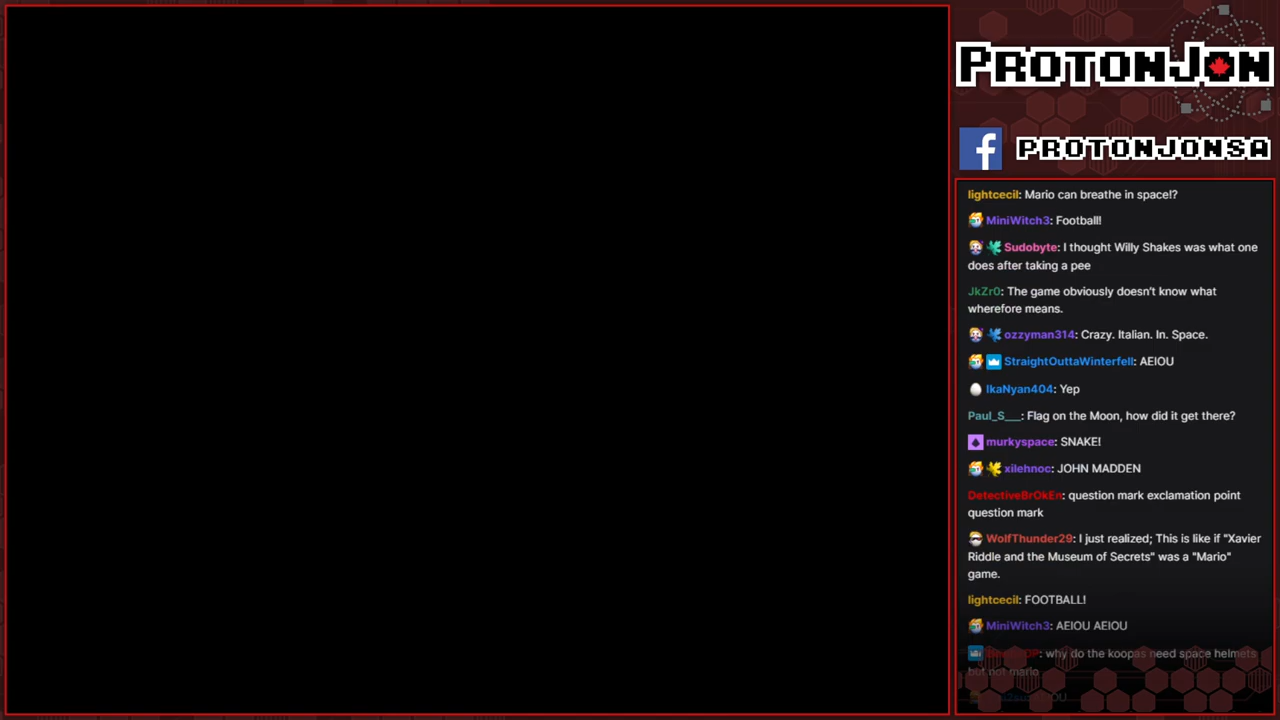 PROTONJON
PROTONJONSA
lightcecil: Mario can breathe in space!?
MiniWitch3: Football!
Sudobyte: I thought Willy Shakes was what one
does after taking a pee
JkZr0: The game obviously doesn't know what
wherefore means.
ozzyman314: Crazy. Italian. In. Space.
StraightOuttaWinterfell: AEIOU
IkaNyan404: Yep
Paul_S___: Flag on the Moon, how did it get there?
murkyspace: SNAKE!
xilehnoc: JOHN MADDEN
DetectiveBrOkEn: question mark exclamation point
question mark
WolfThunder29: I just realized; This is like if "Xavier
Riddle and the Museum of Secrets" was a "Mario"
game.
lightcecil: FOOTBALL!
MiniWitch3: AEIOU AEIOU
: why do the koopas need space helmets
but not mario